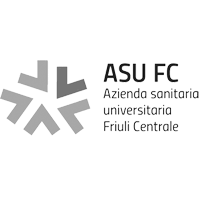 ASU FC
Azienda sanitaria
universitaria
Friuli Centrale